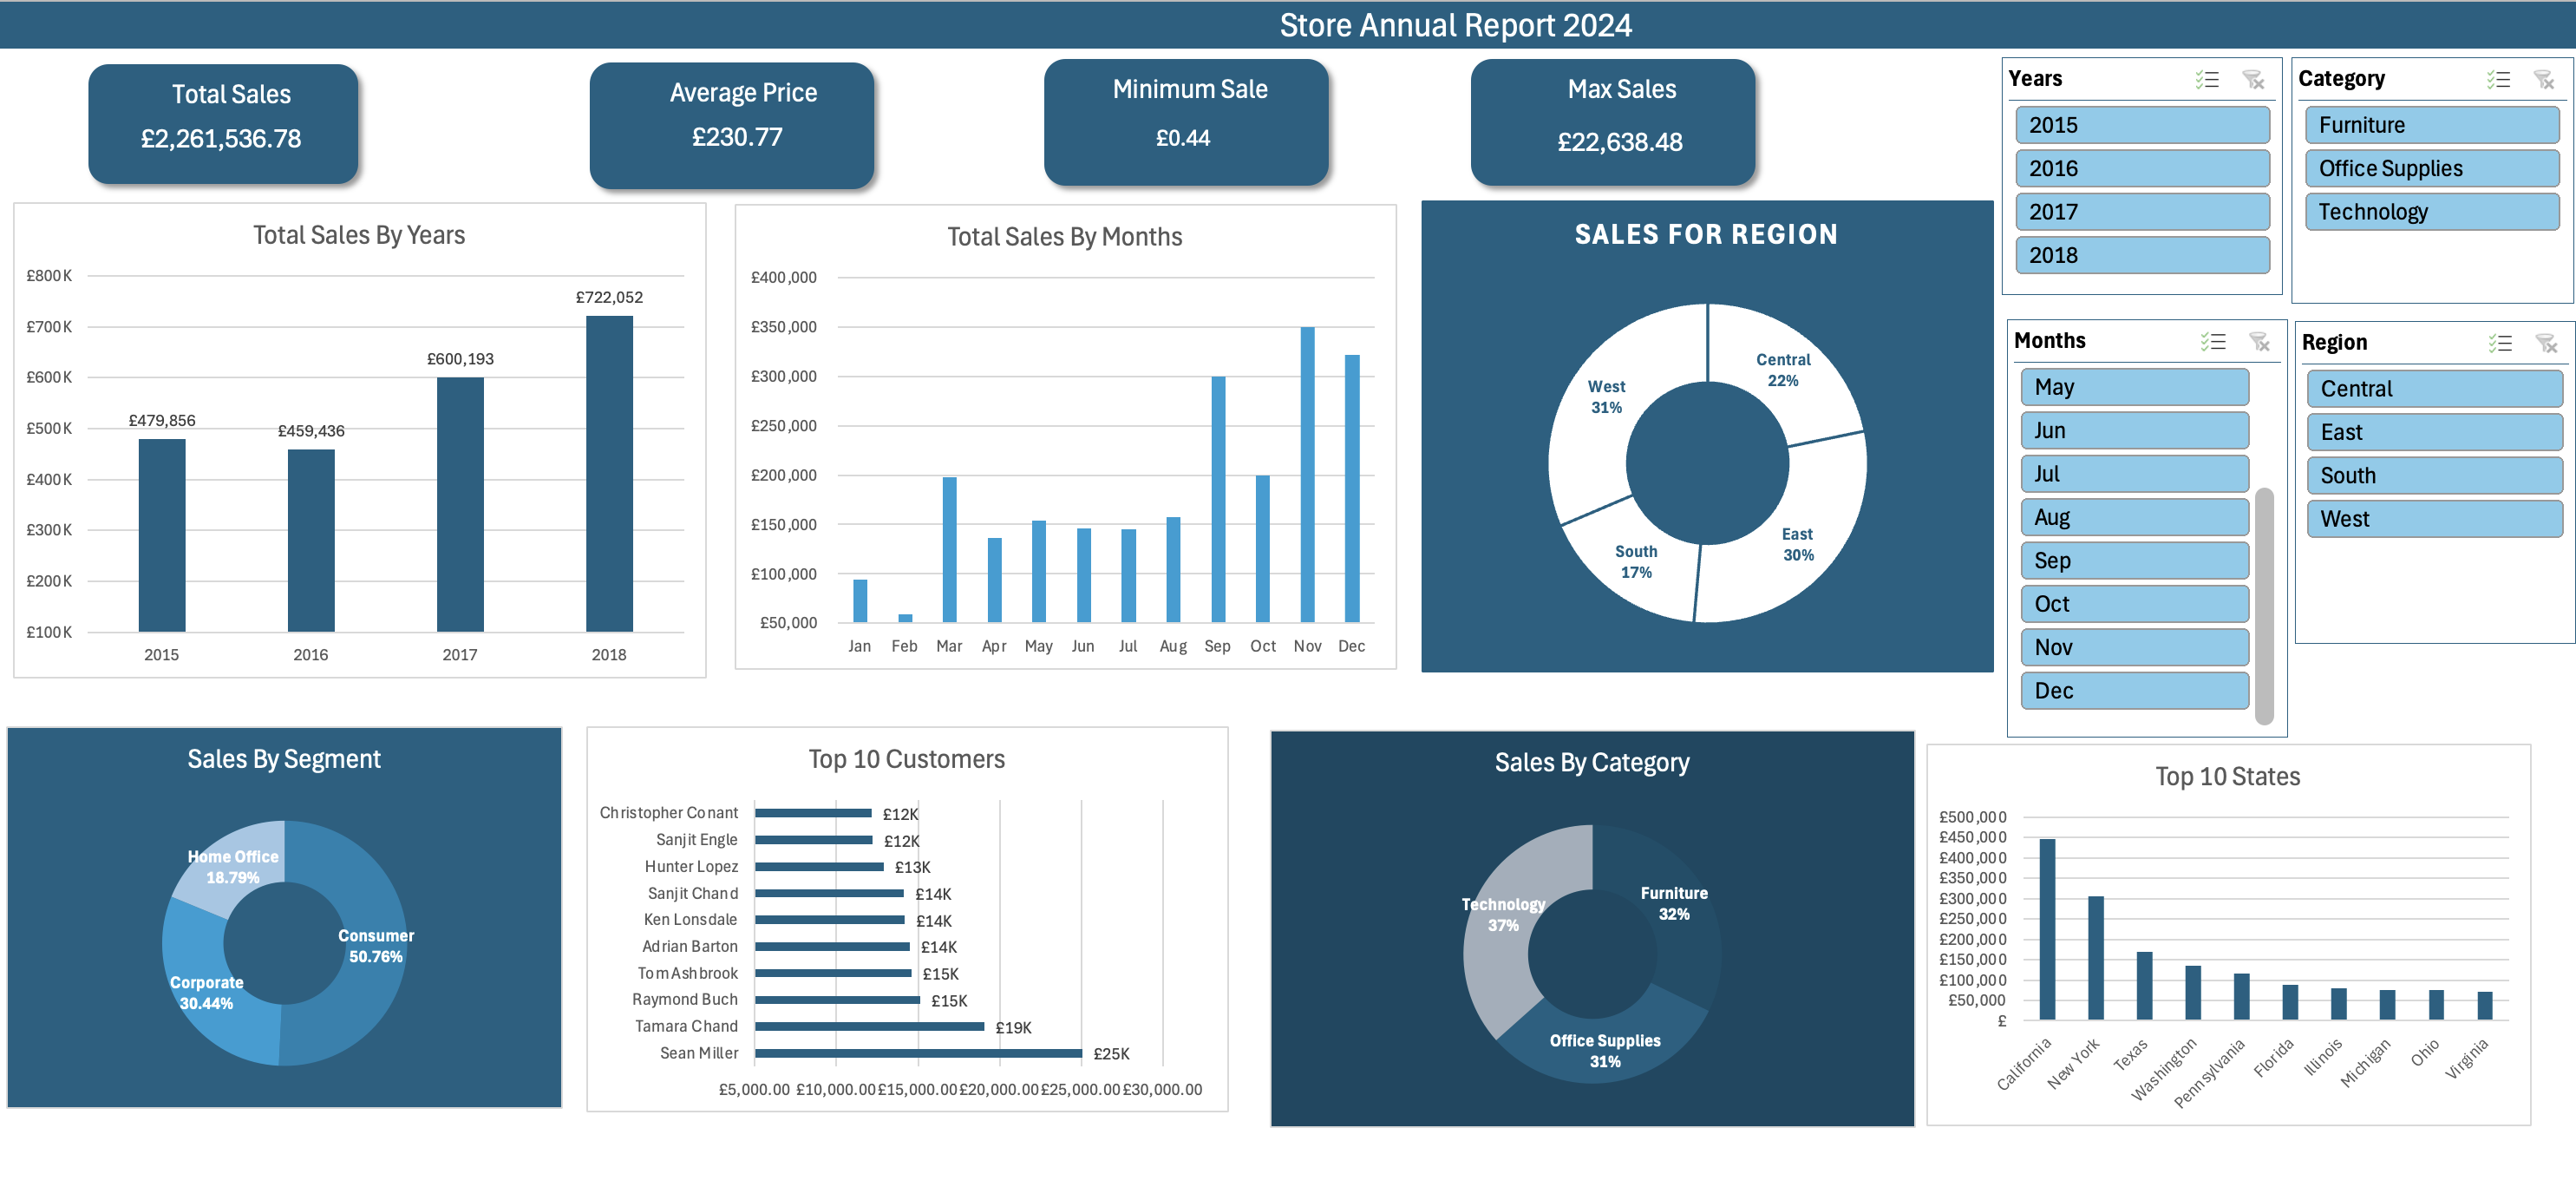 Store Annual Report 2024
Total Sales
£2,261,536.78
Average Price
£230.77
Minimum Sale
£0.44
Max Sales
£22,638.48
Years
2015
2016
2017
2018
Category
Furniture
Office Supplies
Technology
Total Sales By Years
£800K
£700K
£600K
£500K
£400K
£300K
£200K
£100K
£479,856
£459,436
£600,193
£722,052
2015
2016
2017
2018
Total Sales By Months
£400,000
£350,000
£300,000
£250,000
£200,000
£150,000
£100,000
£50,000
Jan Feb Mar Apr May Jun Jul Aug Sep Oct Nov Dec
SALES FOR REGION
Central
22%
East
30%
South
17%
West
31%
Months
May
Jun
Jul
Aug
Sep
Oct
Nov
Dec
Region
Central
East
South
West
Sales By Segment
Home Office
18.79%
Consumer
50.76%
Corporate
30.44%
Top 10 Customers
Christopher Conant £12K
Sanjit Engle £12K
Hunter Lopez £13K
Sanjit Chand £14K
Ken Lonsdale £14K
Adrian Barton £14K
Tom Ashbrook £15K
Raymond Buch £15K
Tamara Chand £19K
Sean Miller £25K
£5,000.00 £10,000.00 £15,000.00 £20,000.00 £25,000.00 £30,000.00
Sales By Category
Technology
37%
Furniture
32%
Office Supplies
31%
Top 10 States
£500,000
£450,000
£400,000
£350,000
£300,000
£250,000
£200,000
£150,000
£100,000
£50,000
£
California
New York
Texas
Washington
Pennsylvania
Florida
Illinois
Michigan
Ohio
Virginia